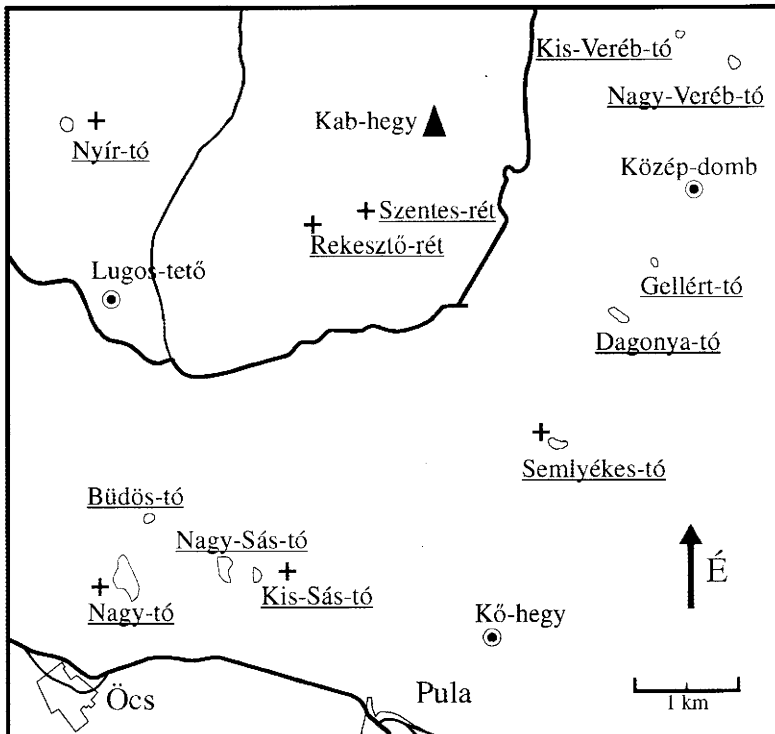 Kis-Veréb-tó
Nagy-Veréb-tó
Kab-hegy
Nyír-tó
Közép-domb
Szentes-rét
Rekesztő-rét
Lugos-tető
Gellért-tó
Dagonya-tó
Semlyékes-tó
Büdös-tó
Nagy-Sás-tó
Kis-Sás-tó
Nagy-tó
É
Kő-hegy
Öcs
Pula
1 km